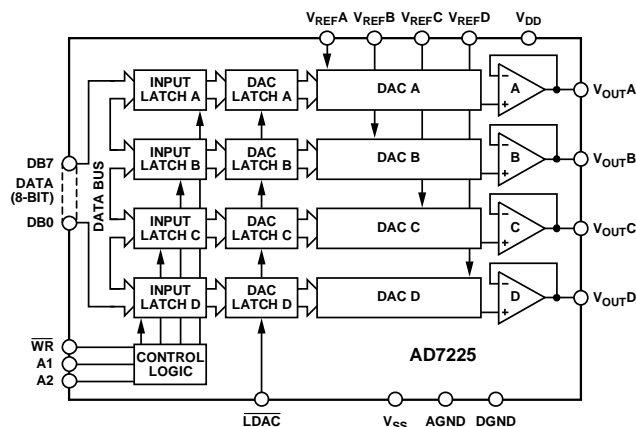 VREFA VREFB VREFC VREFD VDD
INPUT
LATCH A
DAC
LATCH A
DAC A
A
VOUTA
INPUT
LATCH B
DAC
LATCH B
DAC B
B
VOUTB
DB7
DATA
(8-BIT)
DB0
DATA BUS
INPUT
LATCH C
DAC
LATCH C
DAC C
C
VOUTC
INPUT
LATCH D
DAC
LATCH D
DAC D
D
VOUTD
WR
A1
A2
CONTROL
LOGIC
AD7225
LDAC
VSS
AGND
DGND